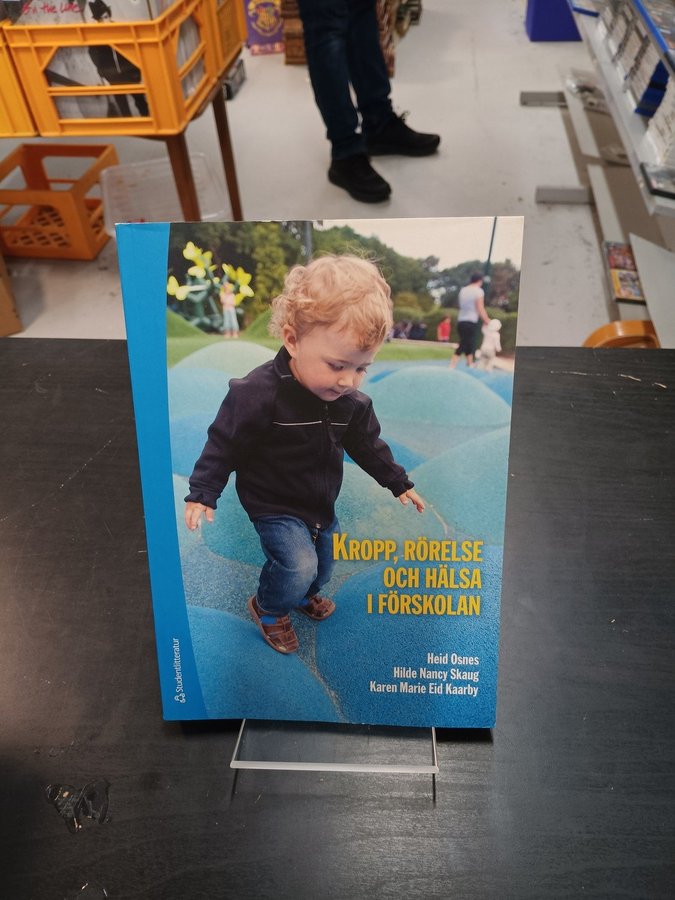 KROPP, RÖRELSE
OCH HÄLSA
I FÖRSKOLAN
Heid Osnes
Hilde Nancy Skaug
Karen Marie Eid Kaarby
Studentlitteratur